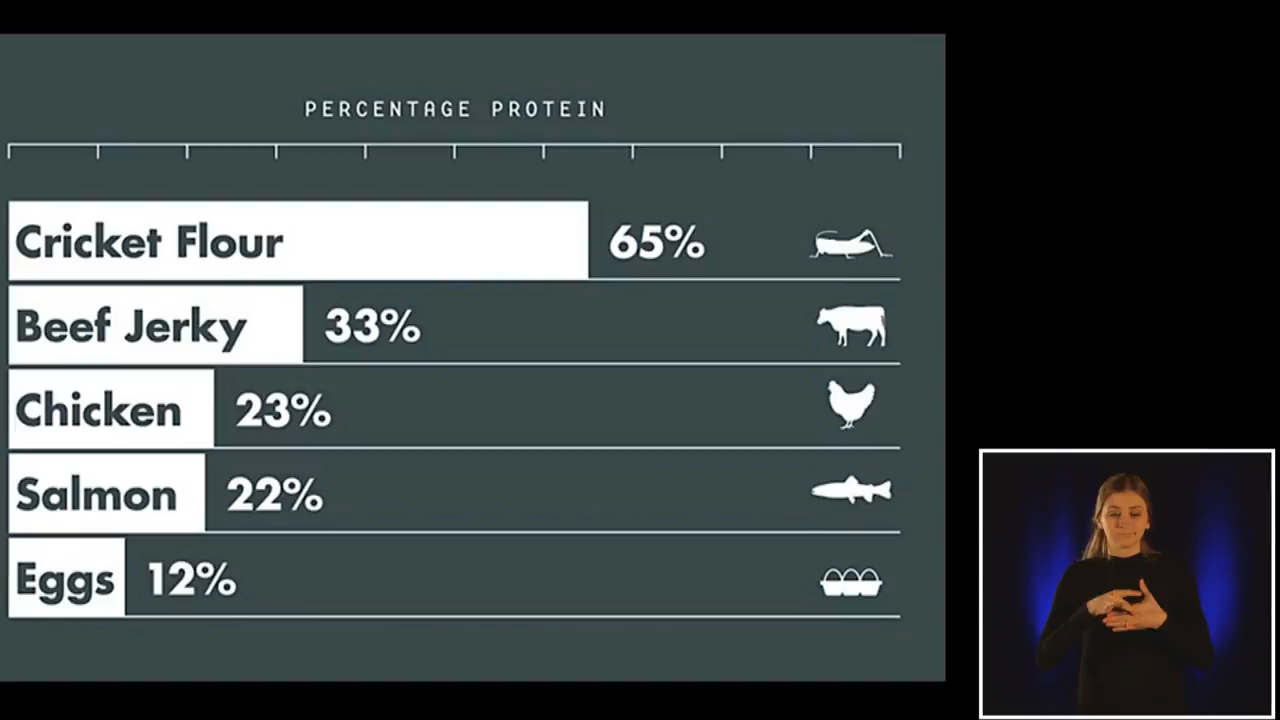 PERCENTAGE PROTEIN
Cricket Flour 65%
Beef Jerky 33%
Chicken 23%
Salmon 22%
Eggs 12%